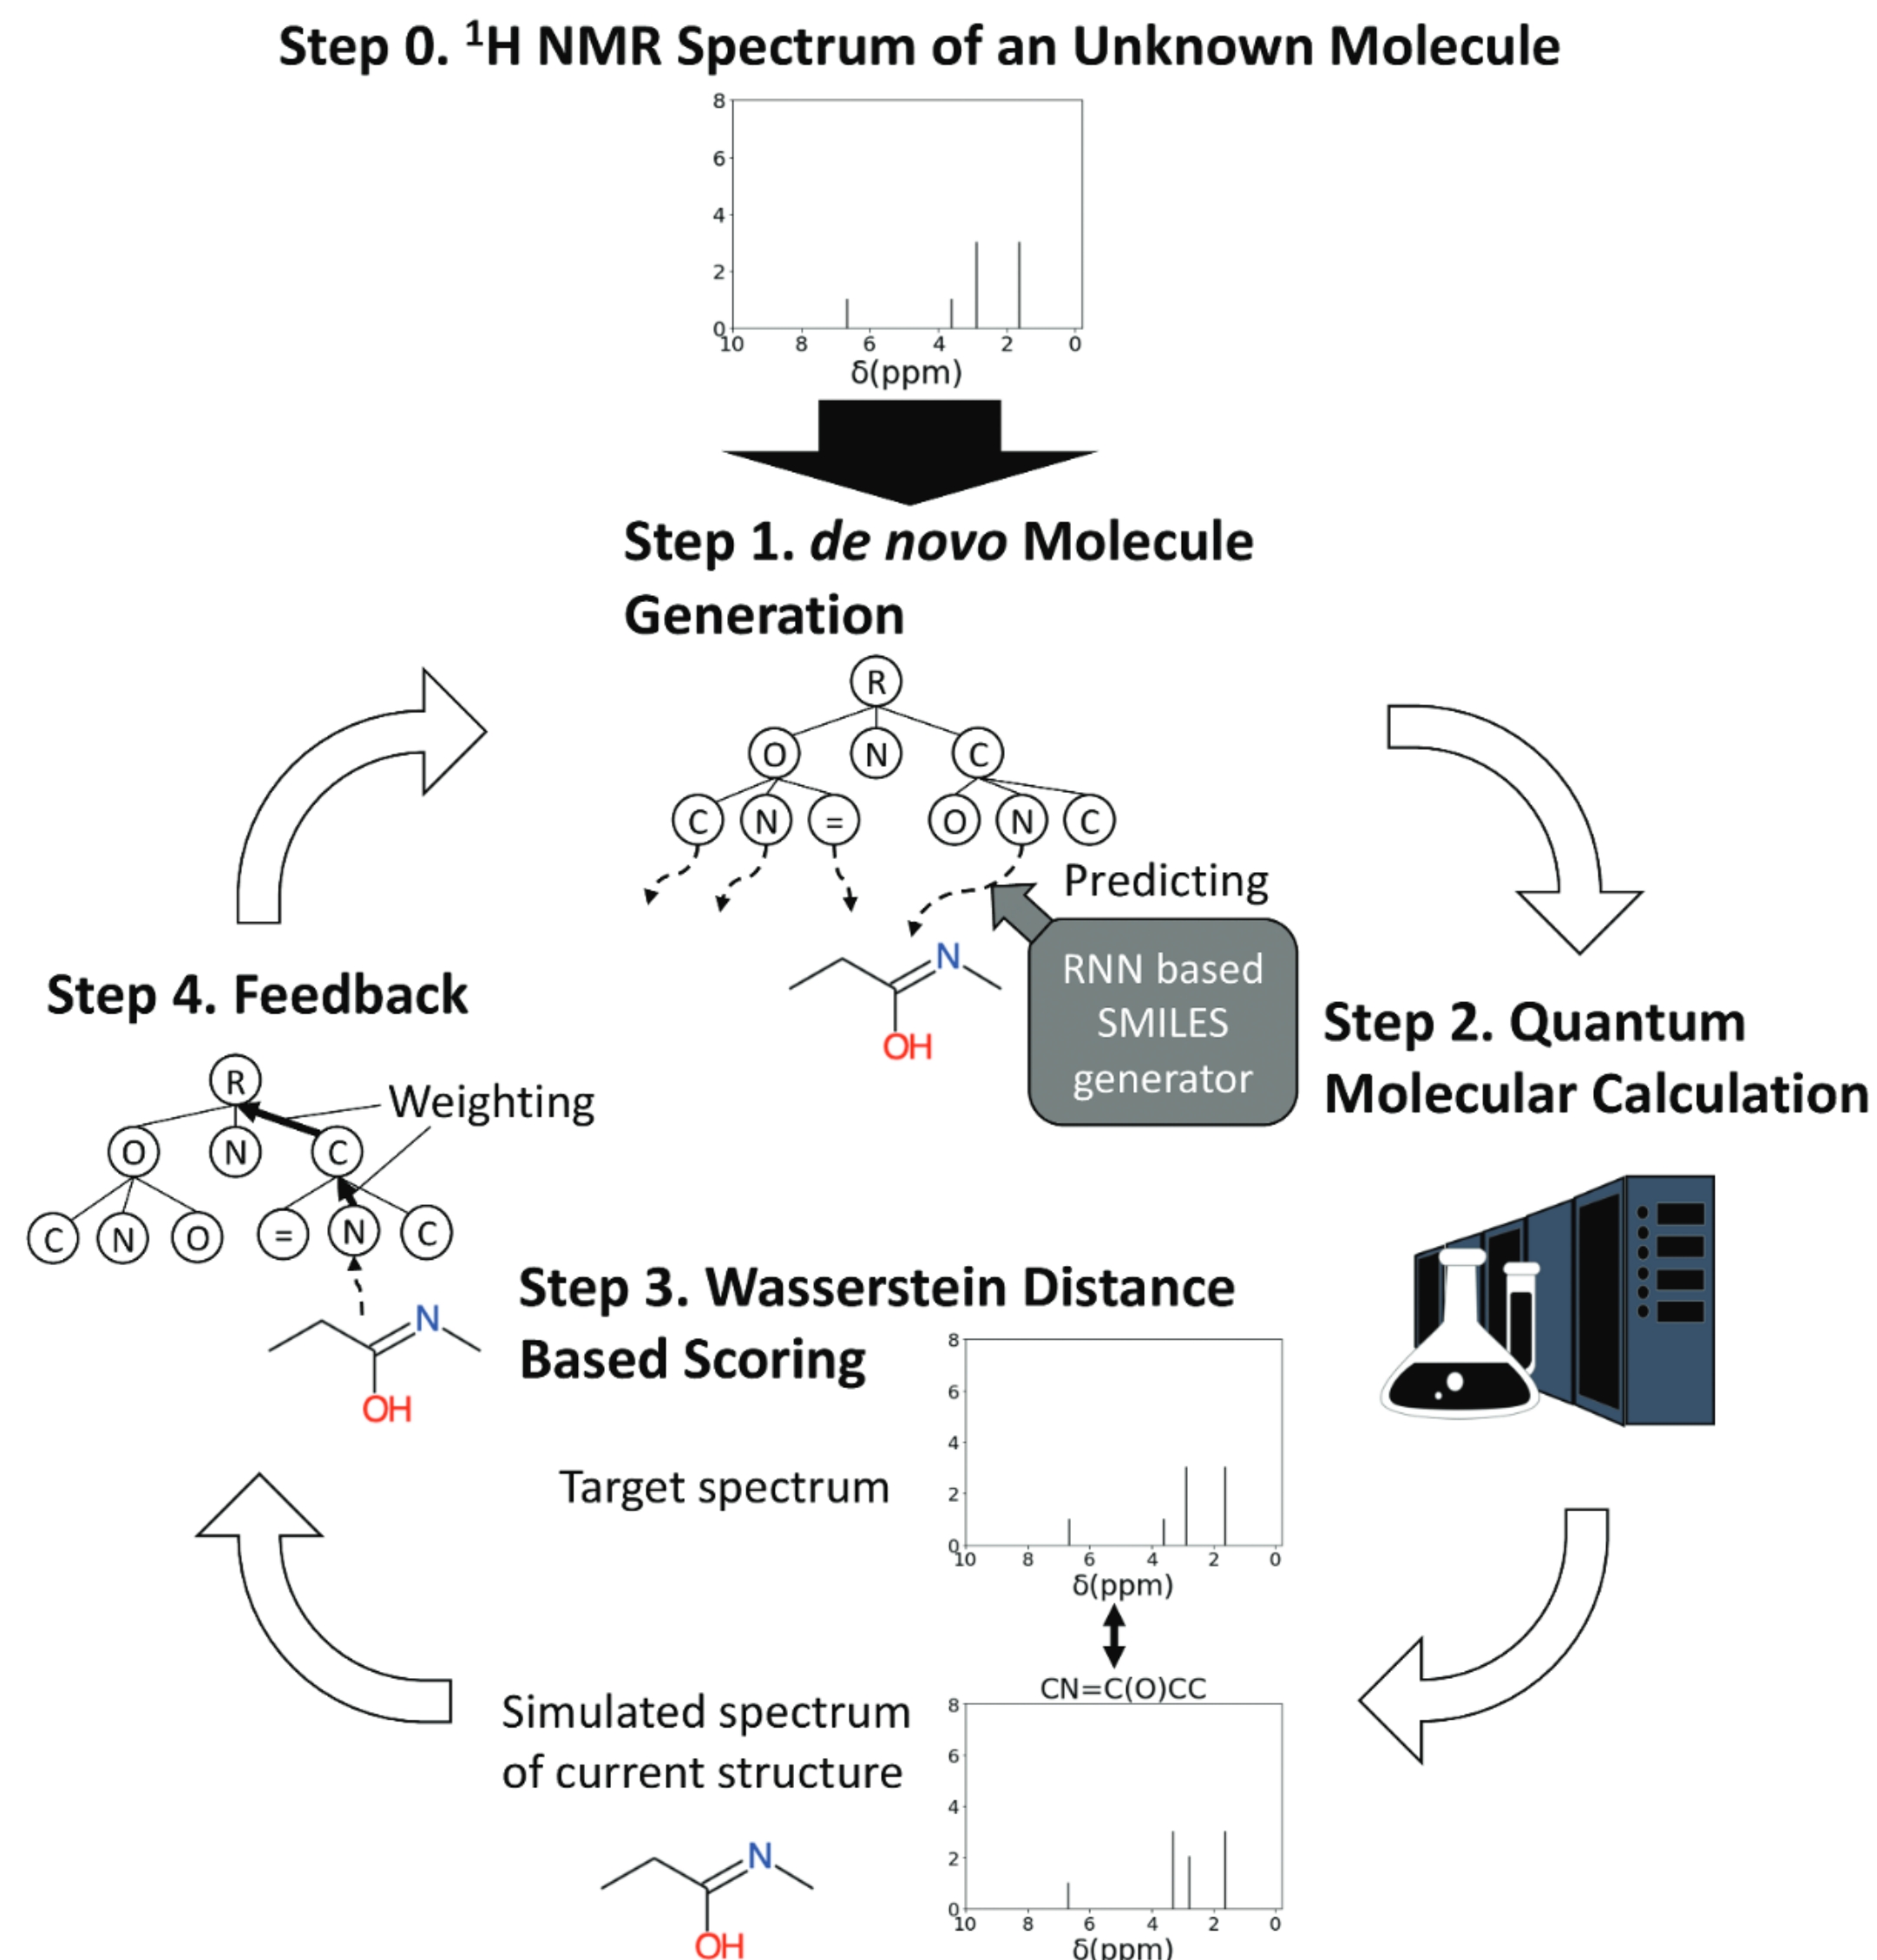 Step 0. ¹H NMR Spectrum of an Unknown Molecule
8
6
4
2
0
10 8 6 4 2 0
δ(ppm)
Step 1. de novo Molecule
Generation
R
O N C
C N = O N C
Predicting
N
OH
RNN based
SMILES
generator
Step 2. Quantum
Molecular Calculation
Step 3. Wasserstein Distance
Based Scoring
Target spectrum
8
6
4
2
0
10 8 6 4 2 0
δ(ppm)
Simulated spectrum
of current structure
CN=C(O)CC
8
6
4
2
0
10 8 6 4 2 0
δ(ppm)
N
OH
Step 4. Feedback
R
Weighting
O N C
C N O = N C
N
OH